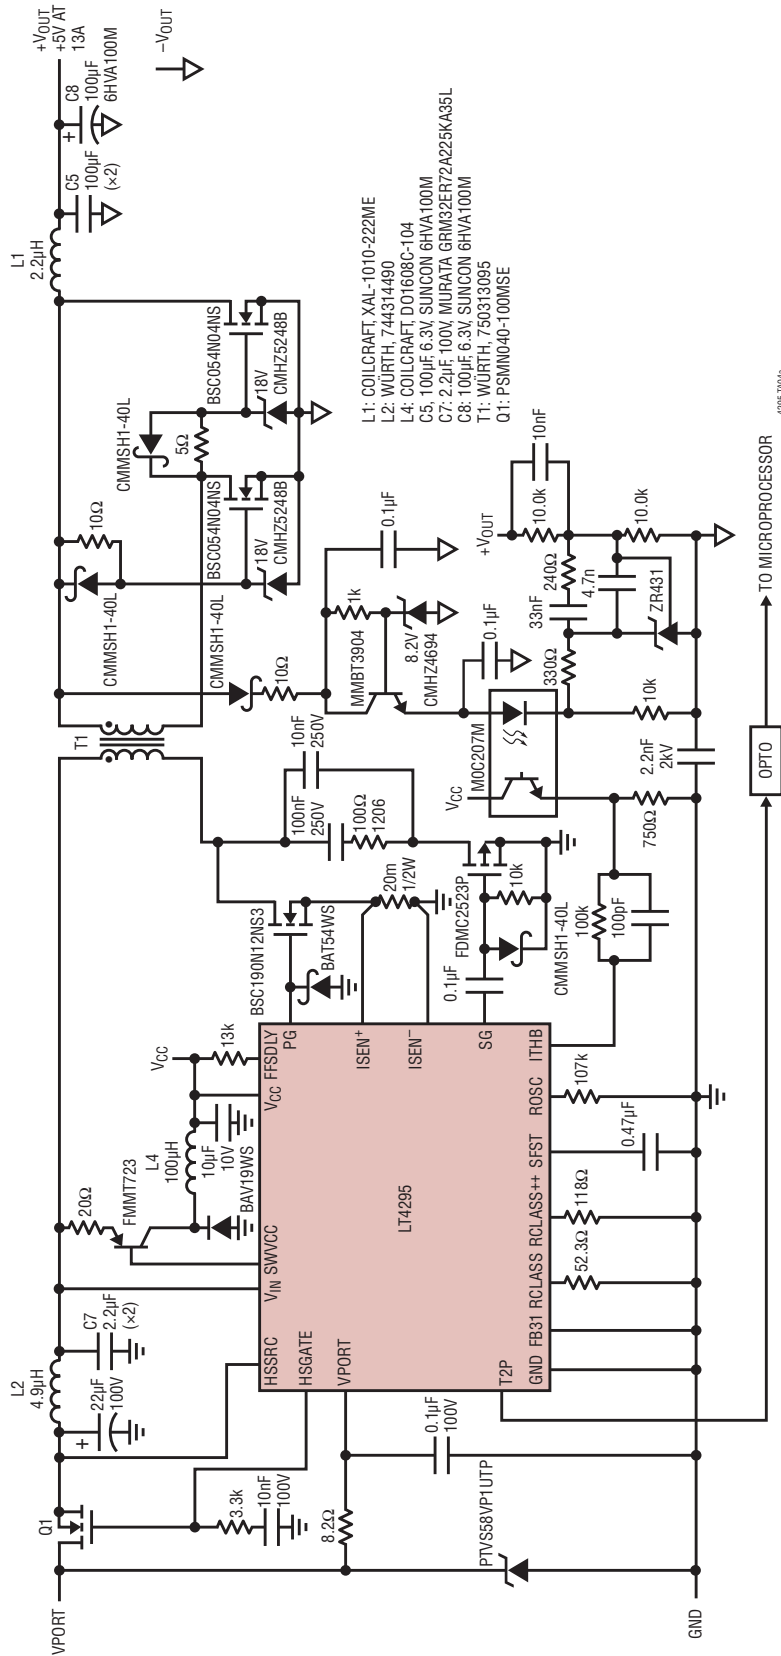 VPORT
Q1
3.3k
10nF
100V
8.2Ω
PTVS58VP1UTP
GND
+
22µF
100V
L2
4.9µH
C7
2.2µF
(×2)
0.1µF
100V
20Ω
FMMT723
L4
100µH
10µF
10V
BAV19WS
VCC
13k
HSSRC
HSGATE
VPORT
T2P
VIN
SWVCC
VCC
FFSDLY
PG
ISEN+
ISEN−
SG
ITHB
GND
FB31
RCLASS
RCLASS++
SFST
ROSC
LT4295
52.3Ω
118Ω
0.47µF
107k
BSC190N12NS3
BAT54WS
20m
1/2W
0.1µF
FDMC2523P
10k
CMMSH1-40L
100k
100pF
100nF
250V
10nF
250V
100Ω
1206
T1
VCC
MOC207M
750Ω
2.2nF
2kV
10k
CMMSH1-40L
10Ω
MMBT3904
1k
8.2V
CMHZ4694
0.1µF
0.1µF
330Ω
33nF
240Ω
4.7n
ZR431
+VOUT
10.0k
10nF
10.0k
CMMSH1-40L
10Ω
BSC054N04NS
18V
CMHZ5248B
CMMSH1-40L
5Ω
BSC054N04NS
18V
CMHZ5248B
L1
2.2µH
C5
100µF
(×2)
+
C8
100µF
6HVA100M
+VOUT
+5V AT
13A
−VOUT
L1: COILCRAFT, XAL-1010-222ME
L2: WÜRTH, 744314490
L4: COILCRAFT, DO1608C-104
C5, 100µF, 6.3V, SUNCON 6HVA100M
C7: 2.2µF, 100V, MURATA GRM32ER72A225KA35L
C8: 100µF, 6.3V, SUNCON 6HVA100M
T1: WÜRTH, 750313095
Q1: PSMN040-100MSE
OPTO
TO MICROPROCESSOR